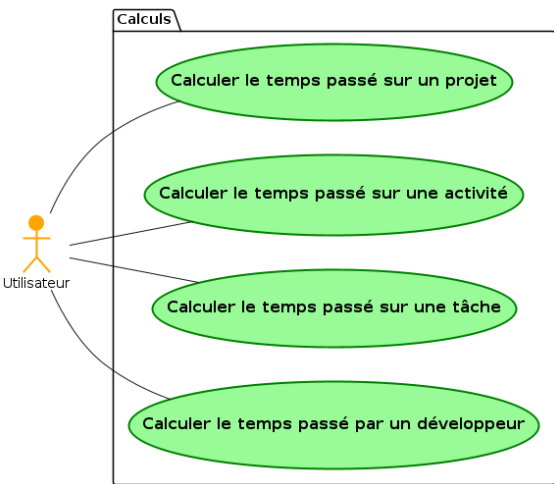 Calculs
Calculer le temps passé sur un projet
Calculer le temps passé sur une activité
Utilisateur
Calculer le temps passé sur une tâche
Calculer le temps passé par un développeur